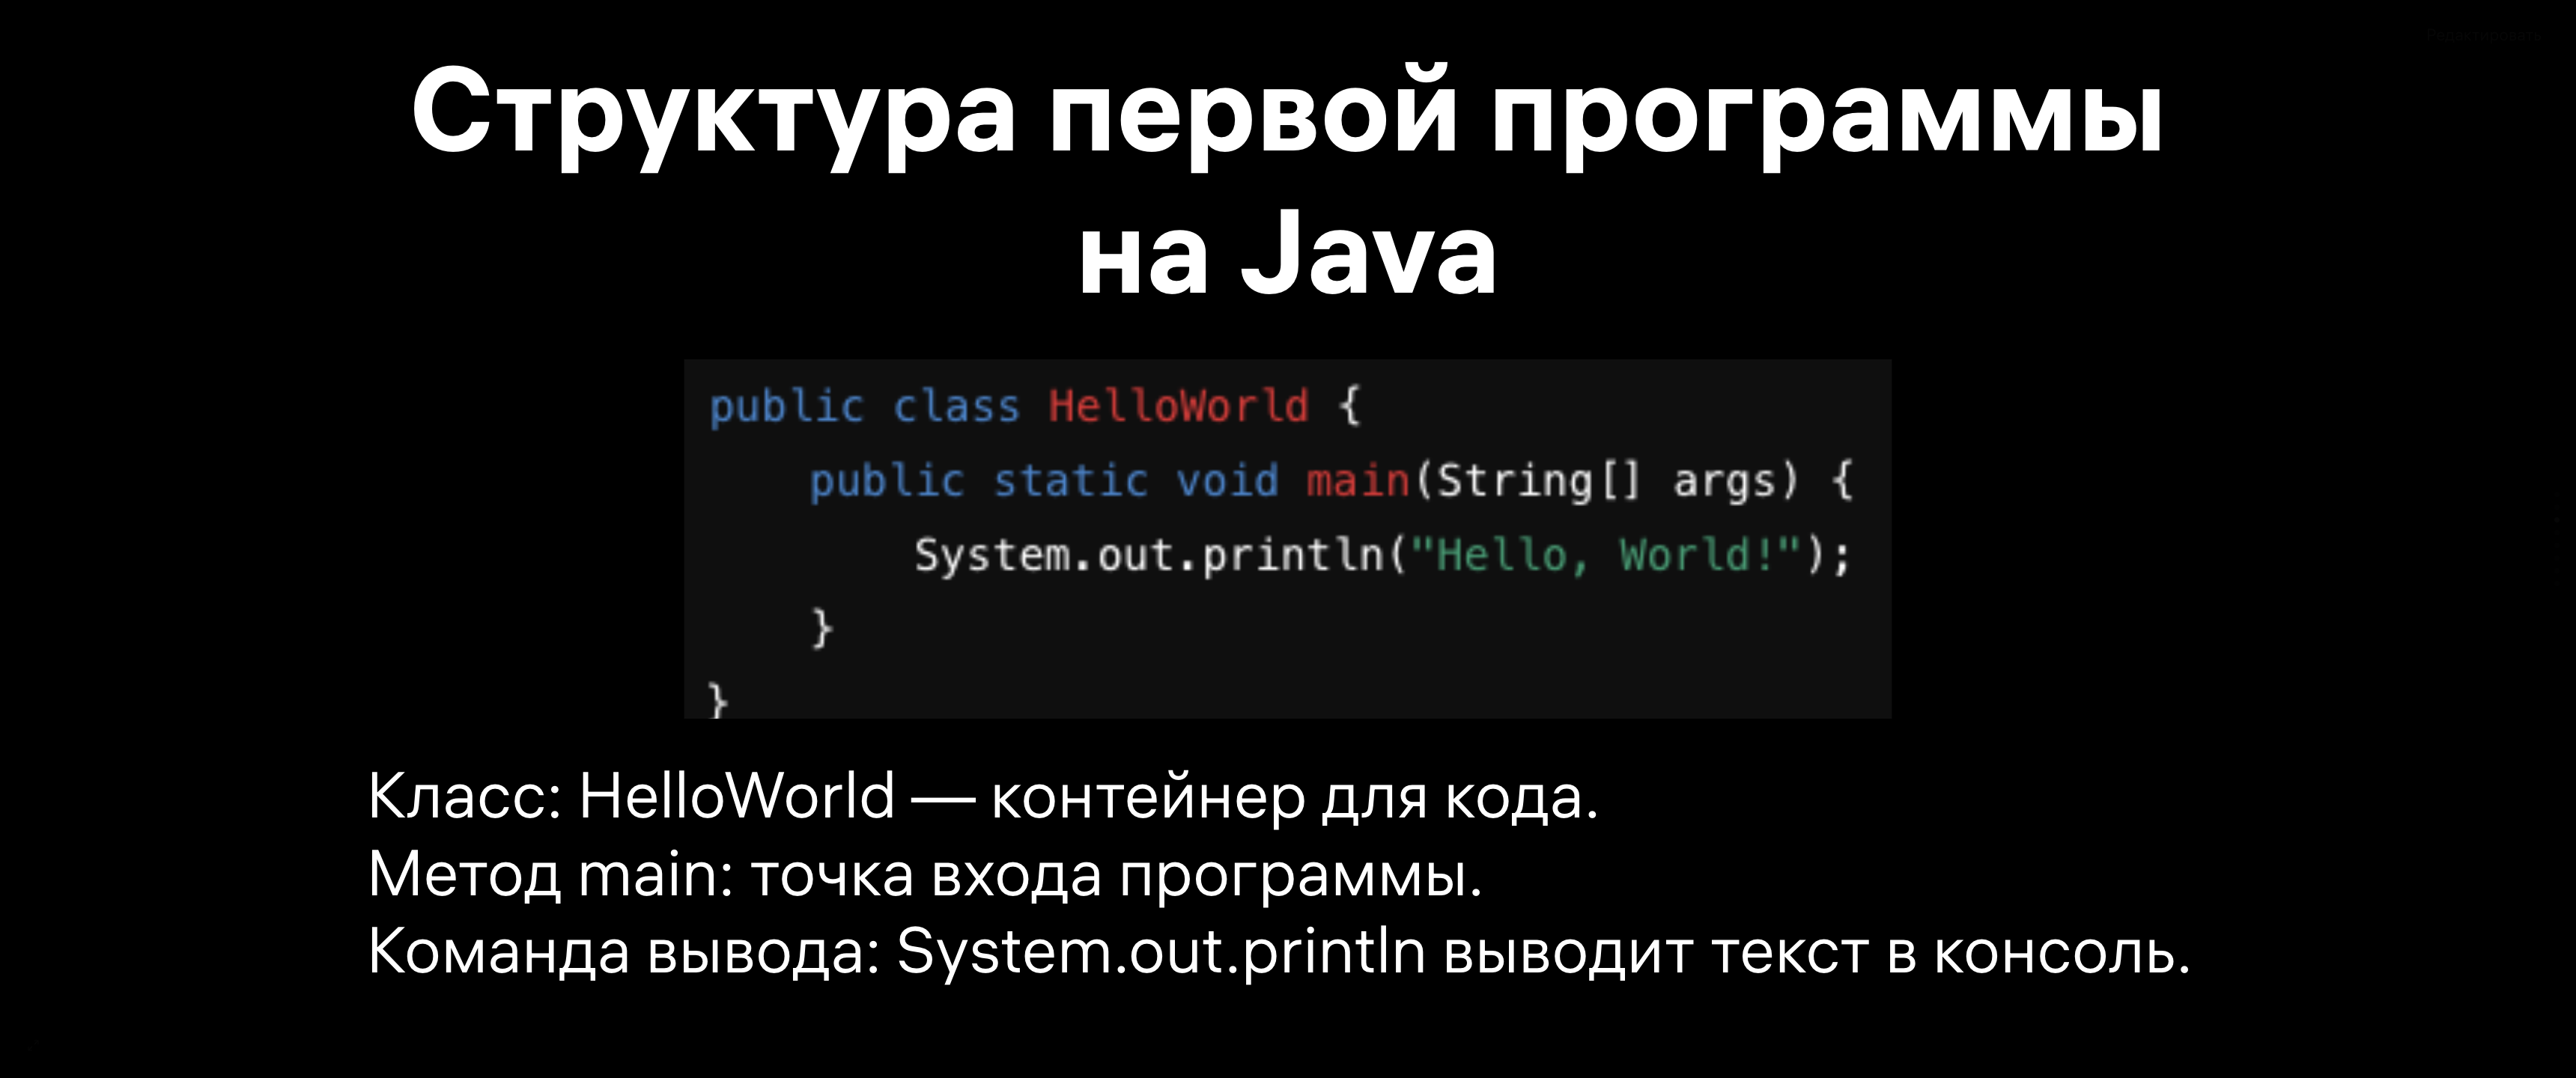 Редактировать
Структура первой программы
на Java
public class HelloWorld {
    public static void main(String[] args) {
        System.out.println("Hello, World!");
    }
}
Класс: HelloWorld — контейнер для кода.
Метод main: точка входа программы.
Команда вывода: System.out.println выводит текст в консоль.